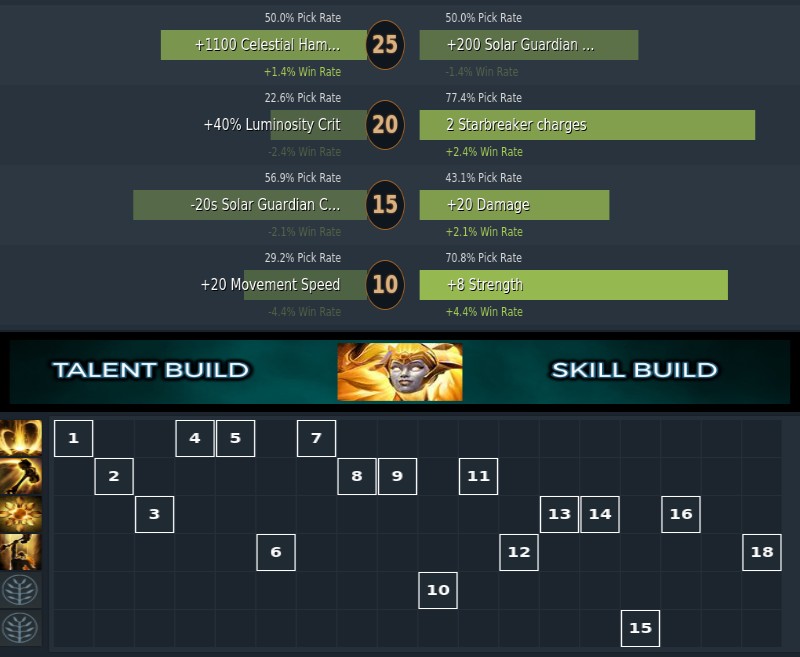 50.0% Pick Rate 50.0% Pick Rate
+1100 Celestial Ham... 25 +200 Solar Guardian ...
+1.4% Win Rate -1.4% Win Rate
22.6% Pick Rate 77.4% Pick Rate
+40% Luminosity Crit 20 2 Starbreaker charges
-2.4% Win Rate +2.4% Win Rate
56.9% Pick Rate 43.1% Pick Rate
-20s Solar Guardian C... 15 +20 Damage
-2.1% Win Rate +2.1% Win Rate
29.2% Pick Rate 70.8% Pick Rate
+20 Movement Speed 10 +8 Strength
-4.4% Win Rate +4.4% Win Rate
TALENT BUILD SKILL BUILD
1 4 5 7
2 8 9 11
3 13 14 16
6 12 18
10
15